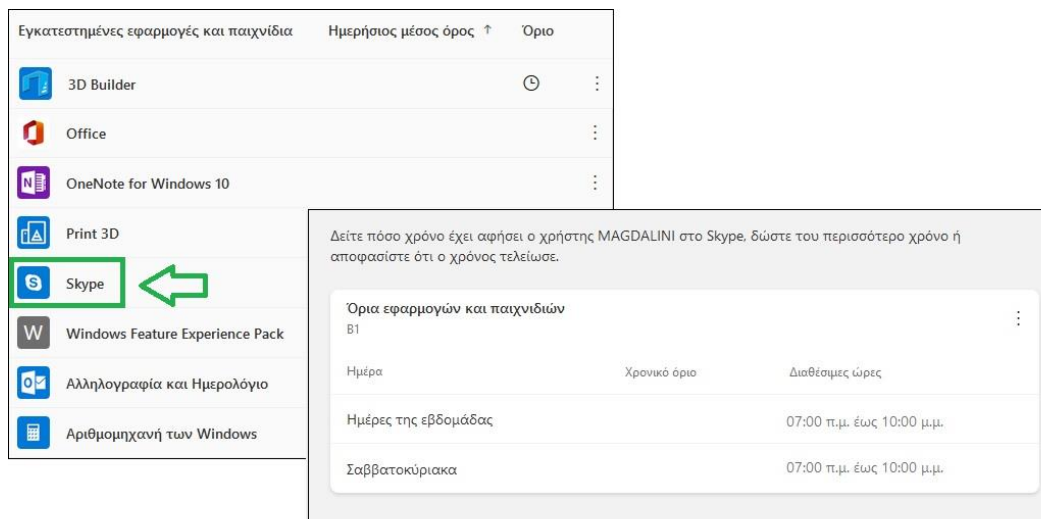 Εγκατεστημένες εφαρμογές και παιχνίδια Ημερήσιος μέσος όρος ↑ Όριο
3D Builder
Office
OneNote for Windows 10
Print 3D
Skype
W Windows Feature Experience Pack
Αλληλογραφία και Ημερολόγιο
Αριθμομηχανή των Windows
Δείτε πόσο χρόνο έχει αφήσει ο χρήστης MAGDALINI στο Skype, δώστε του περισσότερο χρόνο ή
αποφασίστε ότι ο χρόνος τελείωσε.
Όρια εφαρμογών και παιχνιδιών
B1
Ημέρα Χρονικό όριο Διαθέσιμες ώρες
Ημέρες της εβδομάδας 07:00 π.μ. έως 10:00 μ.μ.
Σαββατοκύριακα 07:00 π.μ. έως 10:00 μ.μ.